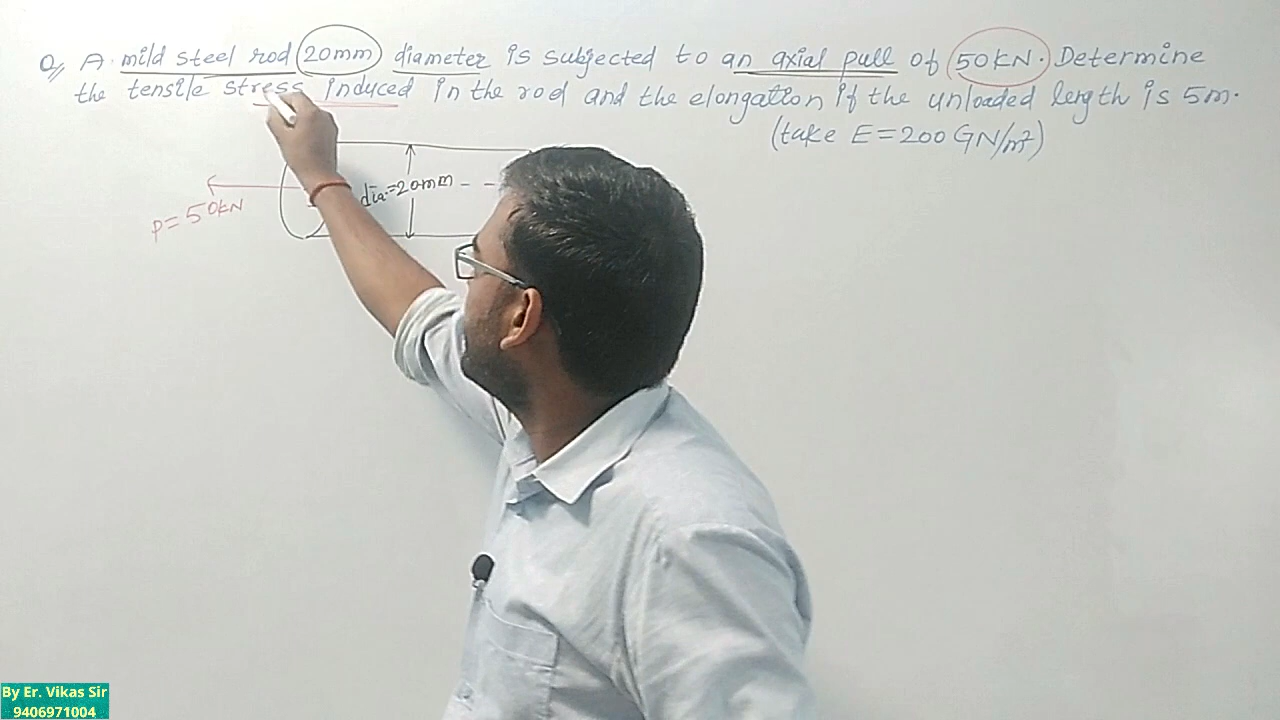 Q, A mild steel rod 20mm diameter is subjected to an axial pull of 50KN. Determine
the tensile stress induced in the rod and the elongation if the unloaded length is 5m.
(take E=200 GN/m²)
dia=20mm
P=50KN
By Er. Vikas Sir
9406971004